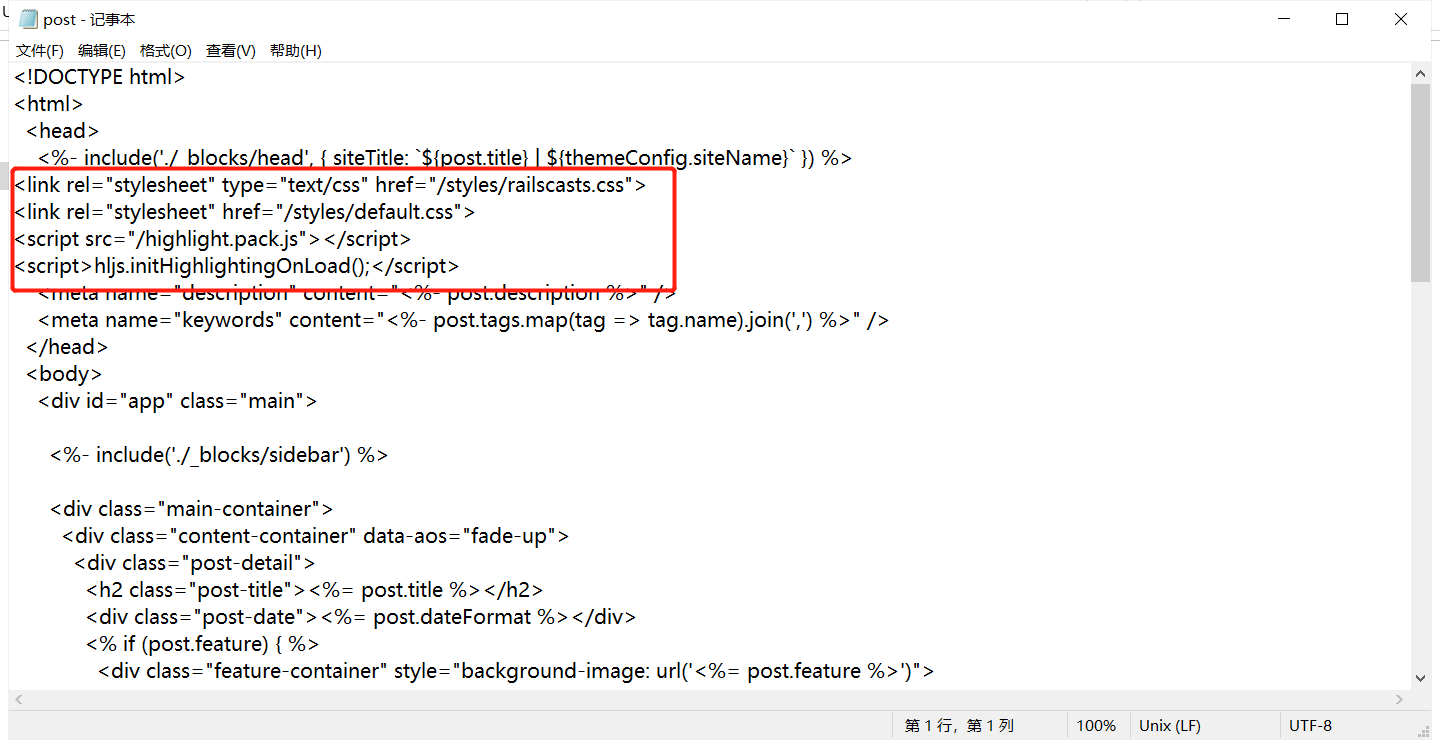 post - 记事本
文件(F) 编辑(E) 格式(O) 查看(V) 帮助(H)
<!DOCTYPE html>
<html>
  <head>
    <%- include('./_blocks/head', { siteTitle: `${post.title} | ${themeConfig.siteName}` }) %>
<link rel="stylesheet" type="text/css" href="/styles/railscasts.css">
<link rel="stylesheet" href="/styles/default.css">
<script src="/highlight.pack.js"></script>
<script>hljs.initHighlightingOnLoad();</script>
    <meta name="description" content="<%- post.description %>" />
    <meta name="keywords" content="<%- post.tags.map(tag => tag.name).join(',') %>" />
  </head>
  <body>
    <div id="app" class="main">

      <%- include('./_blocks/sidebar') %>

      <div class="main-container">
        <div class="content-container" data-aos="fade-up">
          <div class="post-detail">
            <h2 class="post-title"><%= post.title %></h2>
            <div class="post-date"><%= post.dateFormat %></div>
            <% if (post.feature) { %>
              <div class="feature-container" style="background-image: url('<%= post.feature %>')">
第 1 行，第 1 列 100% Unix (LF) UTF-8